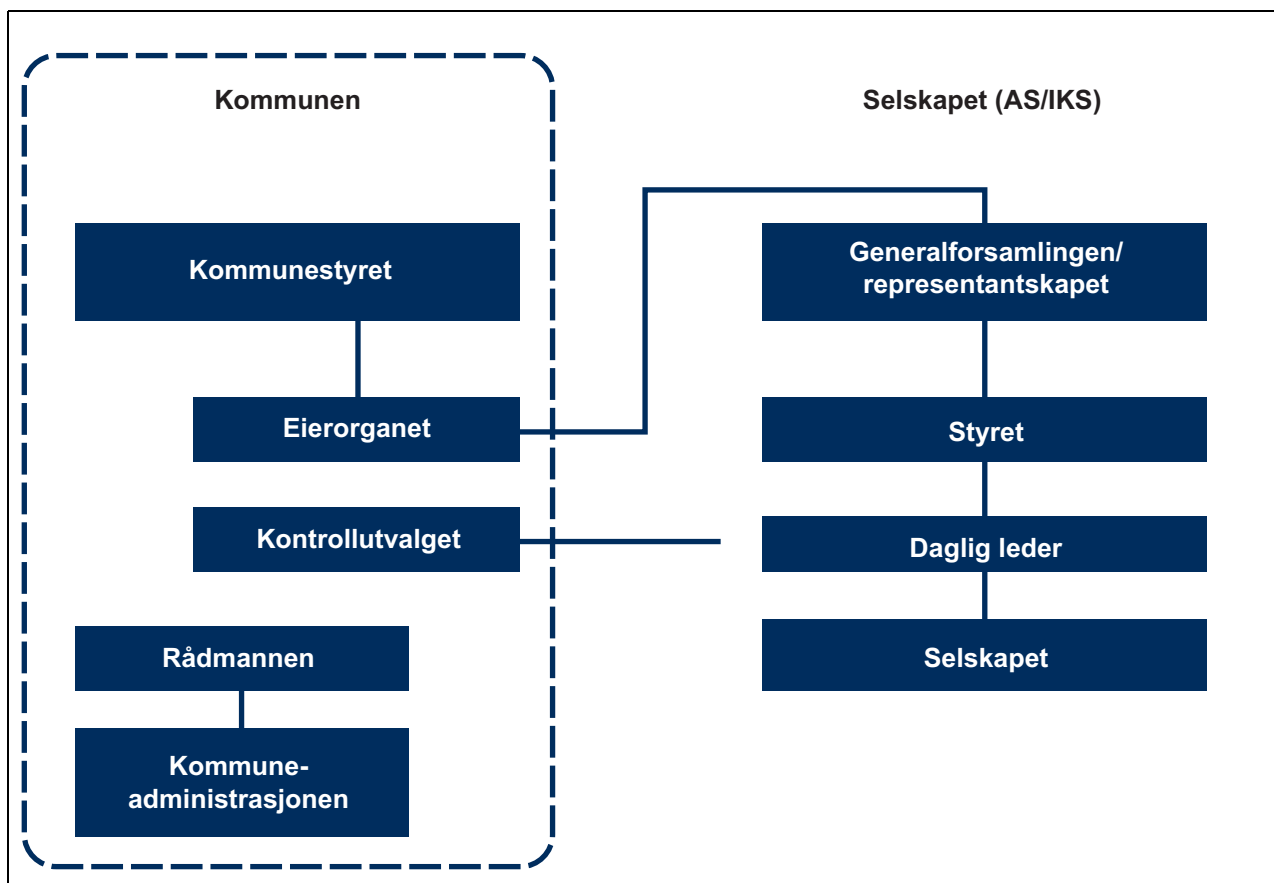 Kommunen
Kommunestyret
Eierorganet
Kontrollutvalget
Rådmannen
Kommune-
administrasjonen
Selskapet (AS/IKS)
Generalforsamlingen/
representantskapet
Styret
Daglig leder
Selskapet